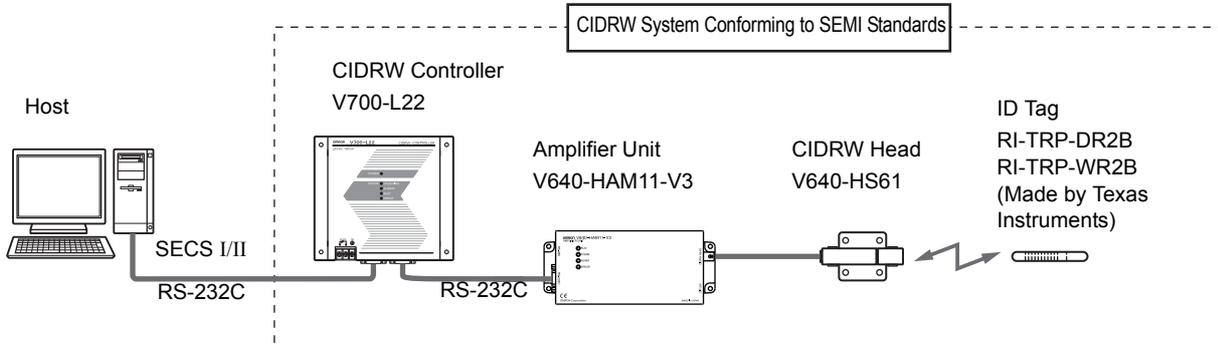 CIDRW System Conforming to SEMI Standards
CIDRW Controller
V700-L22
Host
ID Tag
RI-TRP-DR2B
RI-TRP-WR2B
(Made by Texas
Instruments)
Amplifier Unit
V640-HAM11-V3
CIDRW Head
V640-HS61
SECS I/II
RS-232C
RS-232C